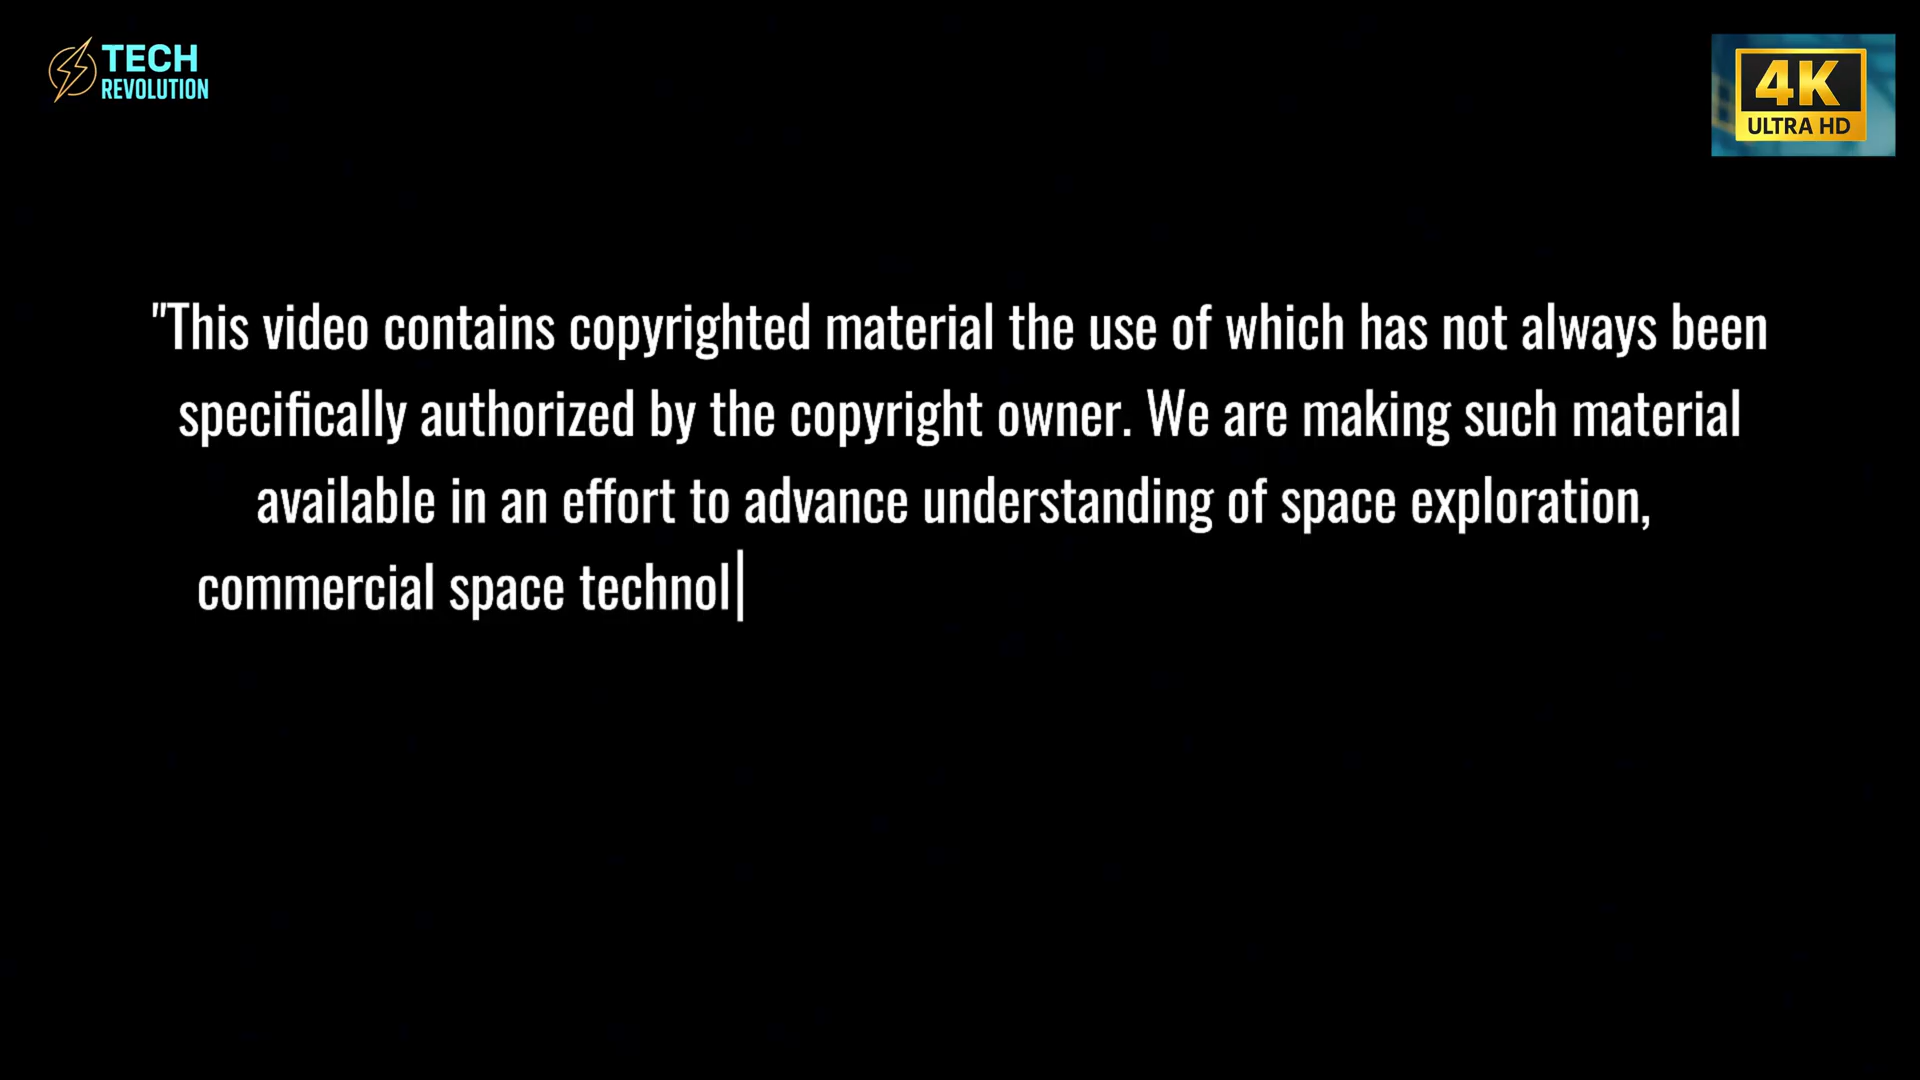 TECH
REVOLUTION
4K
ULTRA HD
"This video contains copyrighted material the use of which has not always been
specifically authorized by the copyright owner. We are making such material
available in an effort to advance understanding of space exploration,
commercial space technol